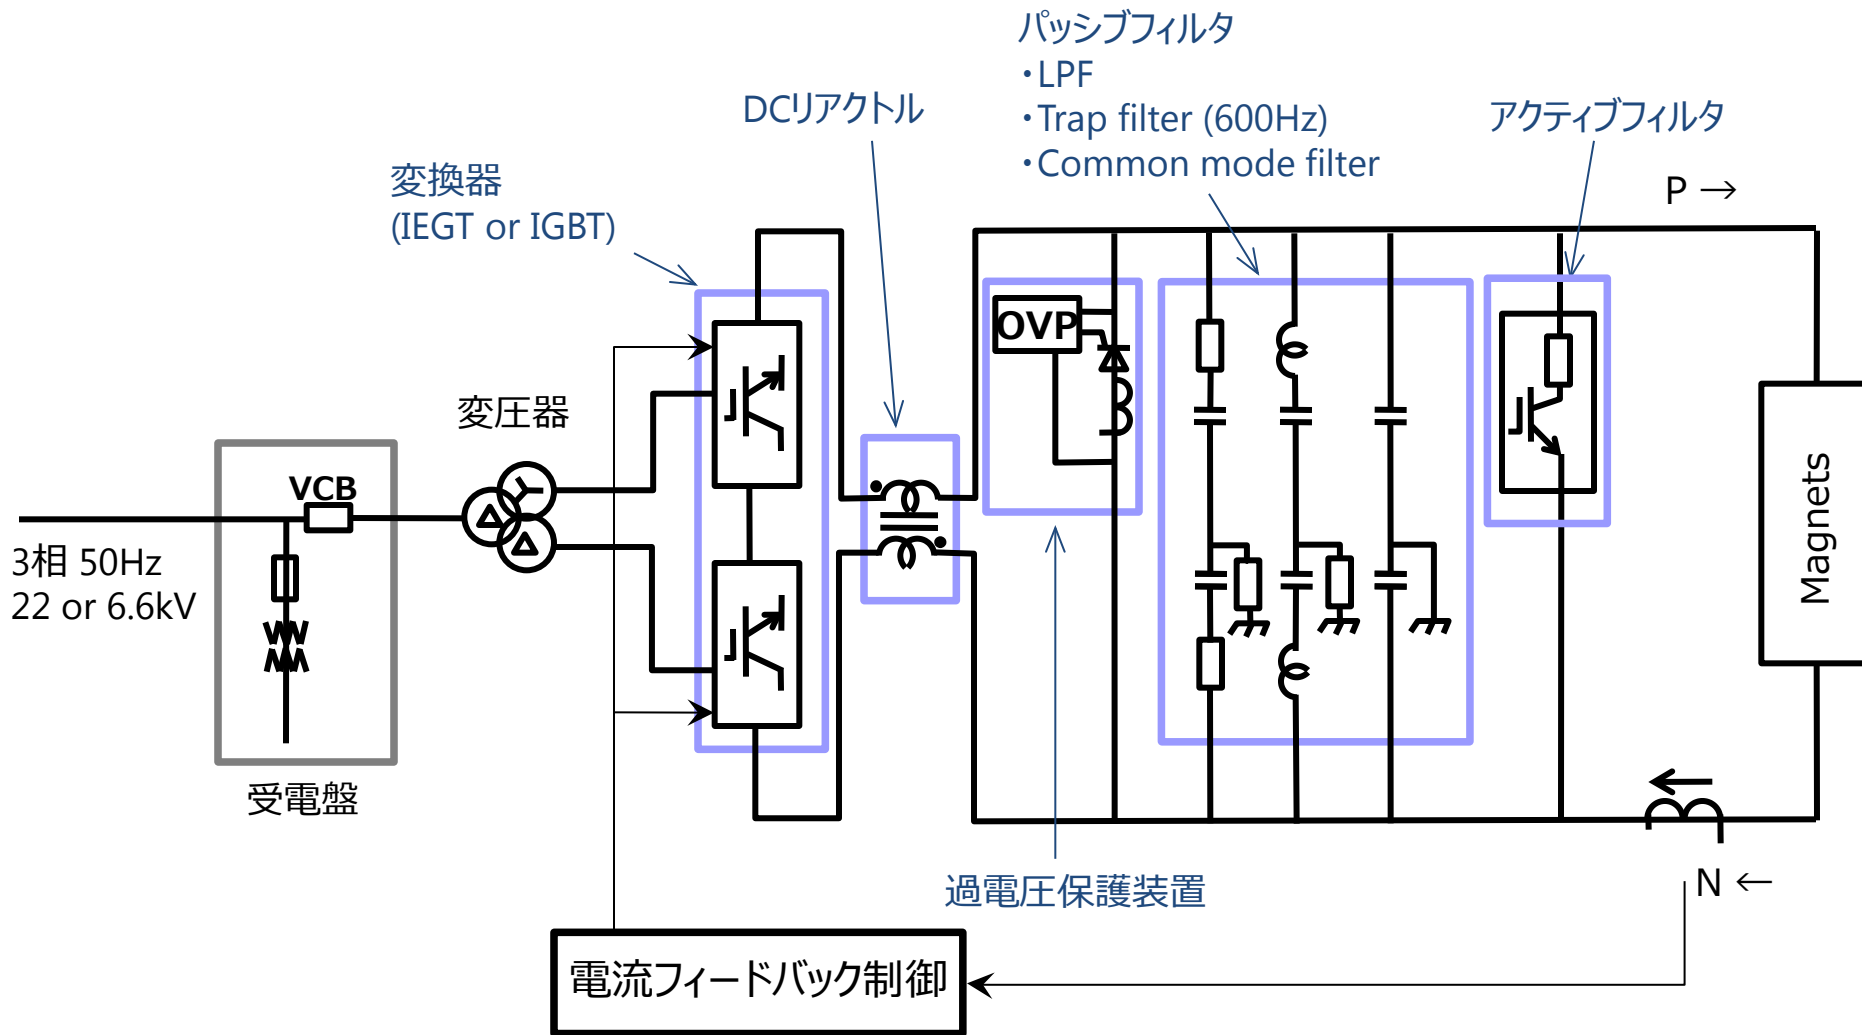 パッシブフィルタ
・LPF
・Trap filter (600Hz)
・Common mode filter
DCリアクトル
アクティブフィルタ
変換器
(IEGT or IGBT)
P →
OVP
変圧器
VCB
3相 50Hz
22 or 6.6kV
Magnets
受電盤
過電圧保護装置
N ←
電流フィードバック制御